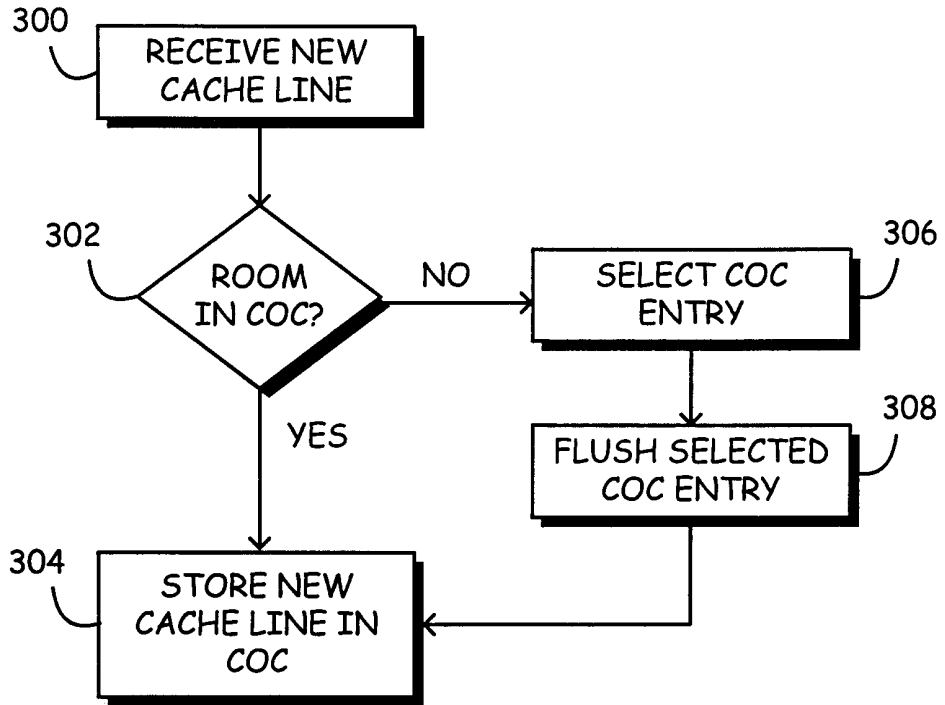 300
RECEIVE NEW
CACHE LINE
302
ROOM
IN COC?
NO
306
SELECT COC
ENTRY
YES
308
FLUSH SELECTED
COC ENTRY
304
STORE NEW
CACHE LINE IN
COC